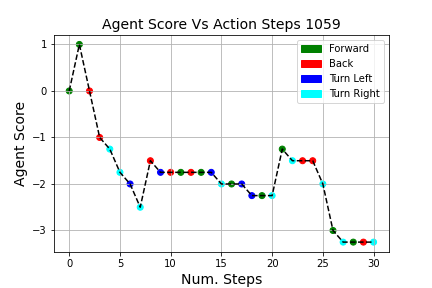 Agent Score Vs Action Steps 1059
Agent Score
1
0
−1
−2
−3
Forward
Back
Turn Left
Turn Right
0 5 10 15 20 25 30
Num. Steps